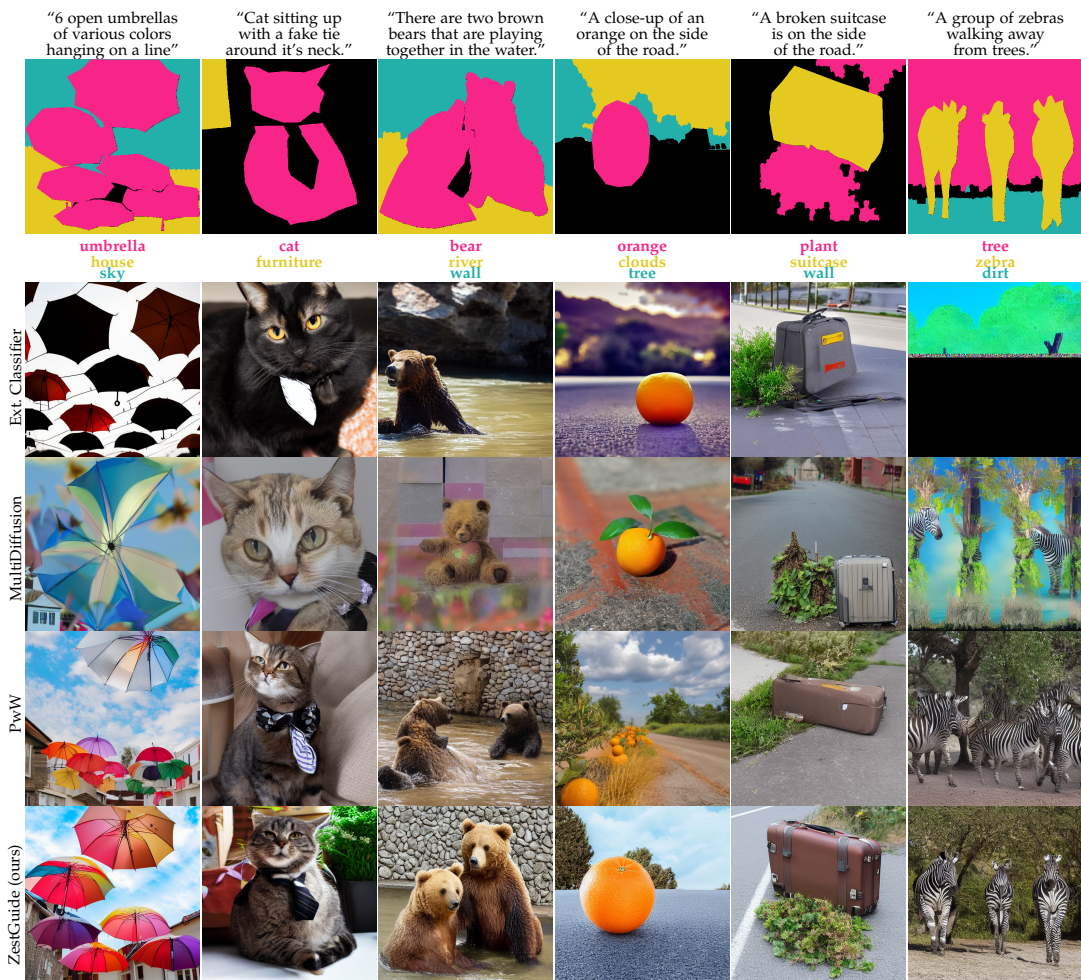 “6 open umbrellas
of various colors
hanging on a line”
“Cat sitting up
with a fake tie
around it’s neck.”
“There are two brown
bears that are playing
together in the water.”
“A close-up of an
orange on the side
of the road.”
“A broken suitcase
is on the side
of the road.”
“A group of zebras
walking away
from trees.”
umbrella
house
sky
cat
furniture
bear
river
wall
orange
clouds
tree
plant
suitcase
wall
tree
zebra
dirt
Ext. Classifier
MultiDiffusion
PwW
ZestGuide (ours)